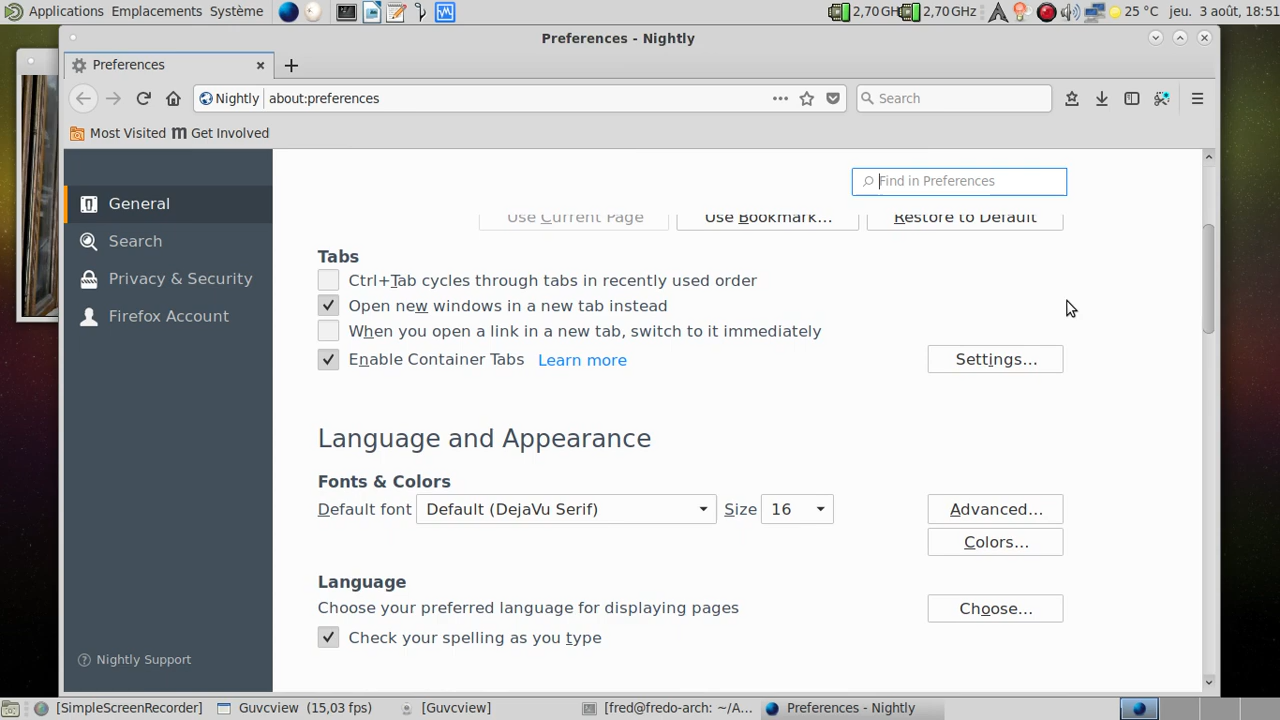 Applications Emplacements Système 2,70 GH 2,70 GHz 25 °C jeu. 3 août, 18:51
Preferences - Nightly
Preferences
Nightly about:preferences Search
Most Visited Get Involved
Find in Preferences
General
Search
Privacy & Security
Firefox Account
Nightly Support
Use Current Page Use Bookmark... Restore to Default
Tabs
Ctrl+Tab cycles through tabs in recently used order
Open new windows in a new tab instead
When you open a link in a new tab, switch to it immediately
Enable Container Tabs Learn more Settings...
Language and Appearance
Fonts & Colors
Default font Default (DejaVu Serif) Size 16 Advanced...
Colors...
Language
Choose your preferred language for displaying pages Choose...
Check your spelling as you type
[SimpleScreenRecorder] Guvcview (15,03 fps) [Guvcview] [fred@fredo-arch: ~/A... Preferences - Nightly